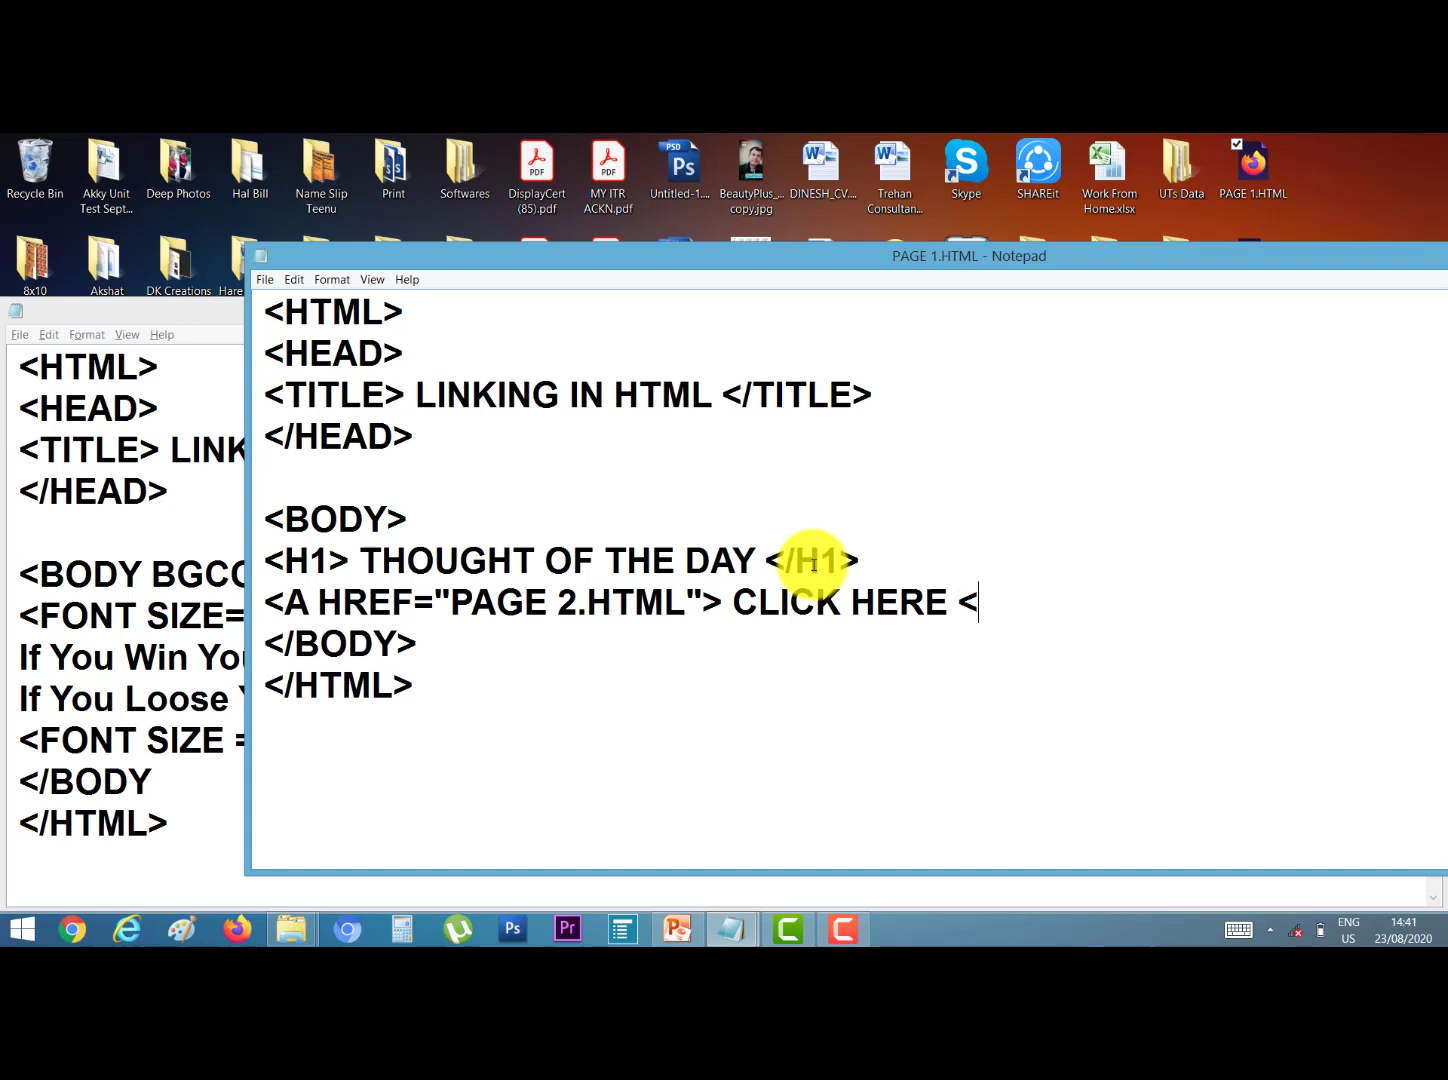 Recycle Bin
Akky Unit Test Sept...
Deep Photos
Hal Bill
Name Slip Teenu
Print
Softwares
DisplayCert (85).pdf
MY ITR ACKN.pdf
Untitled-1....
BeautyPlus_... copy.jpg
DINESH_CV....
Trehan Consultan...
Skype
SHAREit
Work From Home.xlsx
UTs Data
PAGE 1.HTML
8x10
Akshat
DK Creations
Hare
PAGE 1.HTML - Notepad
File Edit Format View Help
<HTML>
<HEAD>
<TITLE> LINKING IN HTML </TITLE>
</HEAD>
<BODY>
<H1> THOUGHT OF THE DAY </H1>
<A HREF="PAGE 2.HTML"> CLICK HERE <
</BODY>
</HTML>
File Edit Format View Help
<HTML>
<HEAD>
<TITLE> LINK
</HEAD>
<BODY BGCO
<FONT SIZE=
If You Win You
If You Loose Y
<FONT SIZE =
</BODY
</HTML>
ENG
US
14:41
23/08/2020